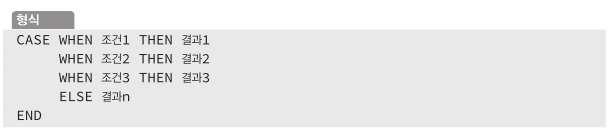 형식
CASE WHEN 조건1 THEN 결과1
WHEN 조건2 THEN 결과2
WHEN 조건3 THEN 결과3
ELSE 결과n
END